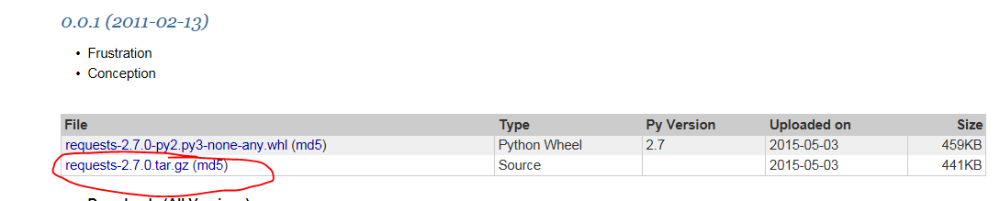 0.0.1 (2011-02-13)
• Frustration
• Conception
File Type Py Version Uploaded on Size
requests-2.7.0-py2.py3-none-any.whl (md5) Python Wheel 2.7 2015-05-03 459KB
requests-2.7.0.tar.gz (md5) Source 2015-05-03 441KB